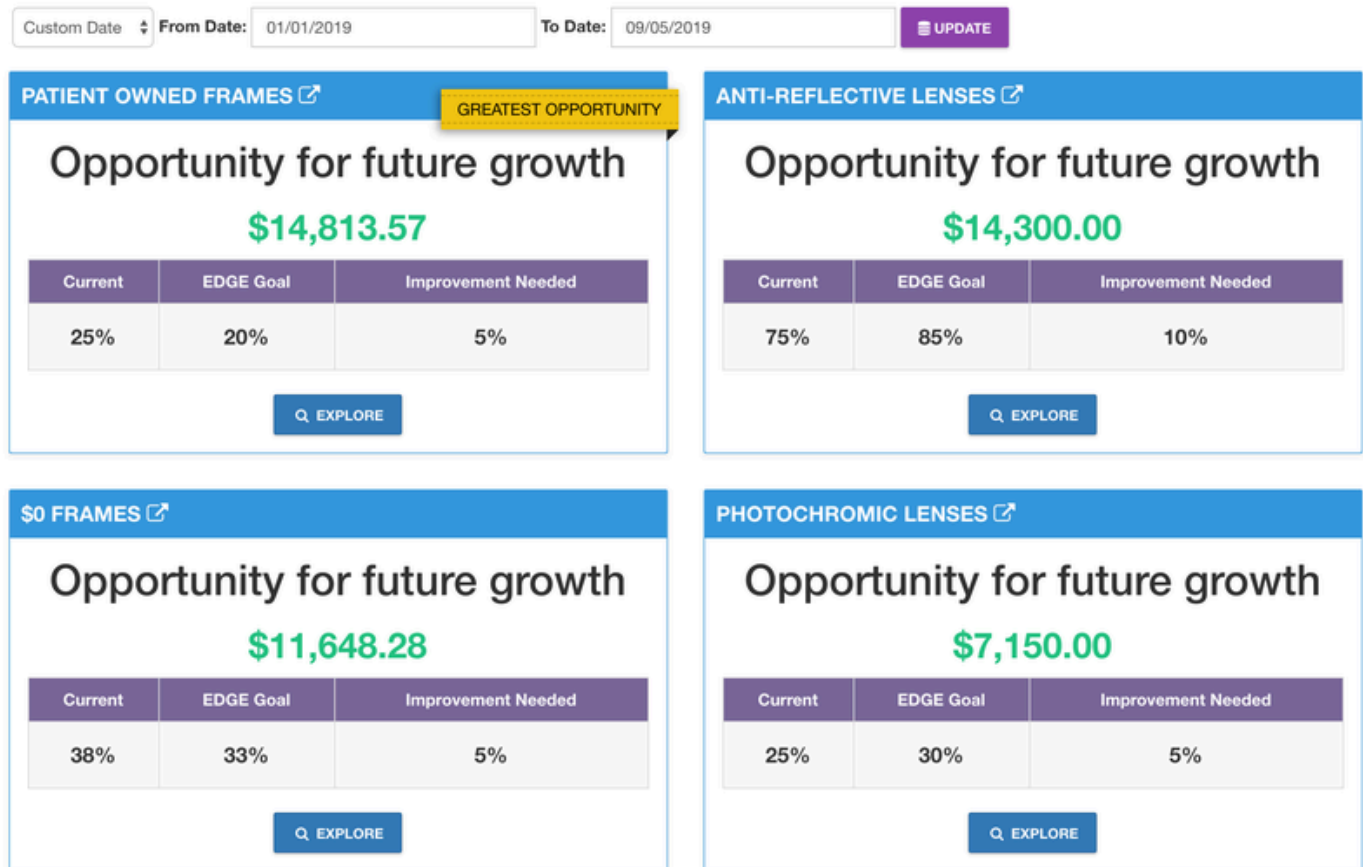 Custom Date From Date: 01/01/2019 To Date: 09/05/2019 UPDATE
PATIENT OWNED FRAMES
GREATEST OPPORTUNITY
Opportunity for future growth
$14,813.57
Current EDGE Goal Improvement Needed
25% 20% 5%
EXPLORE
ANTI-REFLECTIVE LENSES
Opportunity for future growth
$14,300.00
Current EDGE Goal Improvement Needed
75% 85% 10%
EXPLORE
$0 FRAMES
Opportunity for future growth
$11,648.28
Current EDGE Goal Improvement Needed
38% 33% 5%
EXPLORE
PHOTOCHROMIC LENSES
Opportunity for future growth
$7,150.00
Current EDGE Goal Improvement Needed
25% 30% 5%
EXPLORE